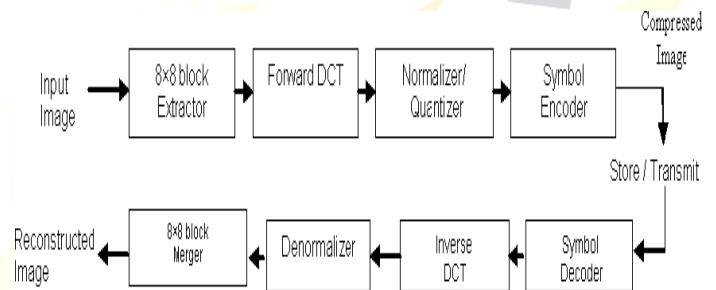 Compressed
Image
Input
Image
8×8 block
Extractor
Forward DCT
Normalizer/
Quantizer
Symbol
Encoder
Store / Transmit
Reconstructed
Image
8×8 block
Merger
Denormalizer
Inverse
DCT
Symbol
Decoder